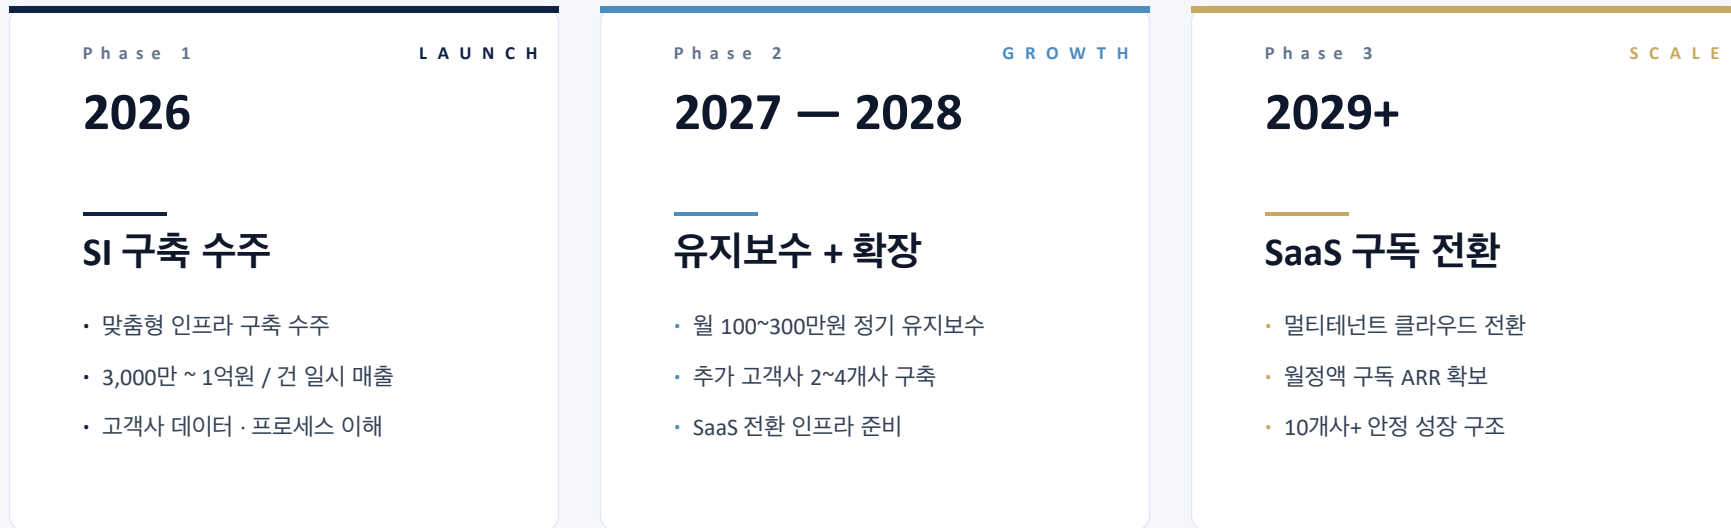 Phase 1 LAUNCH
2026
SI 구축 수주
• 맞춤형 인프라 구축 수주
• 3,000만 ~ 1억원 / 건 일시 매출
• 고객사 데이터 · 프로세스 이해
Phase 2 GROWTH
2027 — 2028
유지보수 + 확장
• 월 100~300만원 정기 유지보수
• 추가 고객사 2~4개사 구축
• SaaS 전환 인프라 준비
Phase 3 SCALE
2029+
SaaS 구독 전환
• 멀티테넌트 클라우드 전환
• 월정액 구독 ARR 확보
• 10개사+ 안정 성장 구조